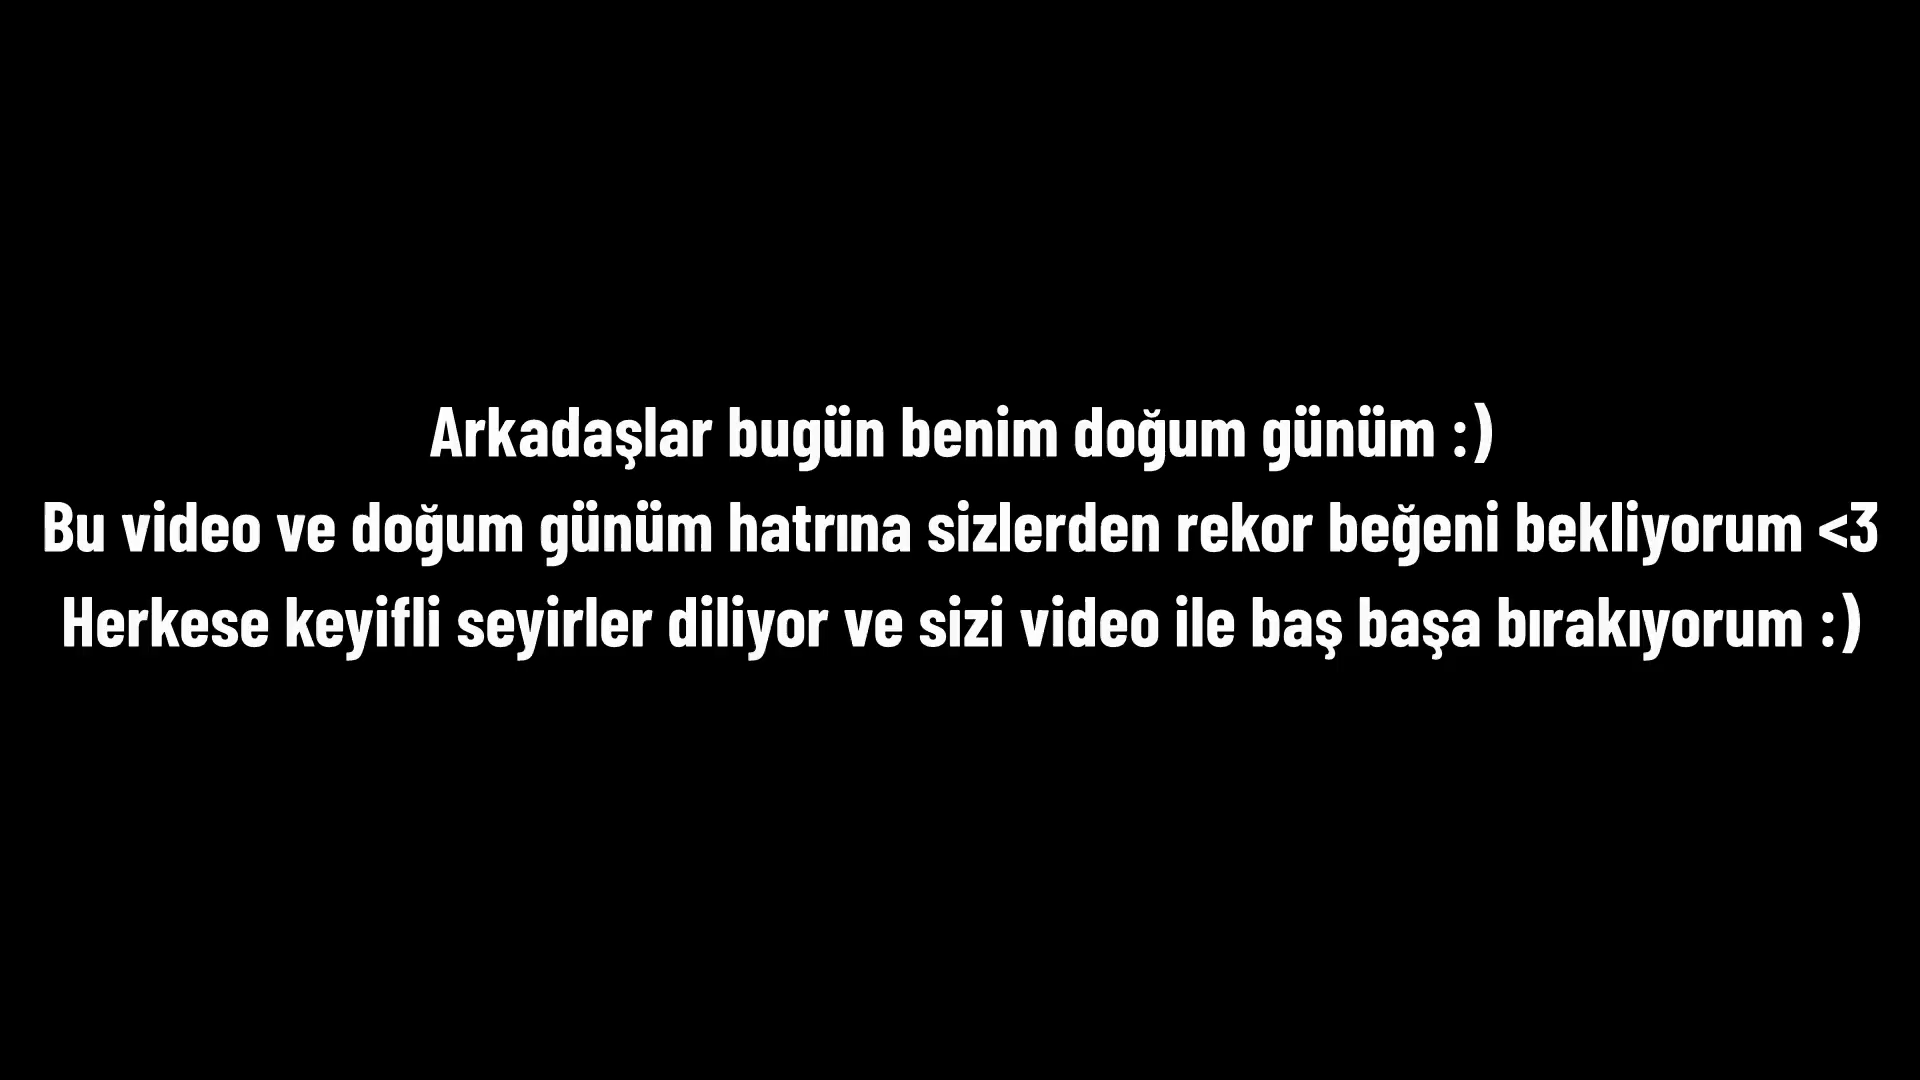 Arkadaşlar bugün benim doğum günüm :)
Bu video ve doğum günüm hatrına sizlerden rekor beğeni bekliyorum <3
Herkese keyifli seyirler diliyor ve sizi video ile baş başa bırakıyorum :)